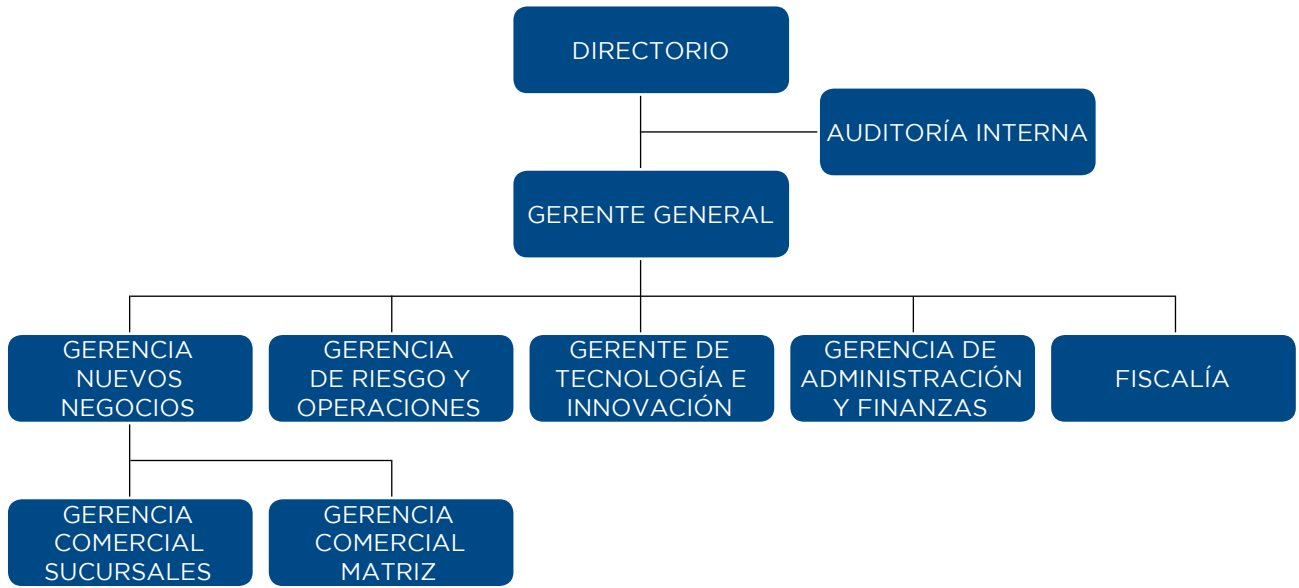 DIRECTORIO
AUDITORÍA INTERNA
GERENTE GENERAL
GERENCIA
NUEVOS
NEGOCIOS
GERENCIA
DE RIESGO Y
OPERACIONES
GERENTE DE
TECNOLOGÍA E
INNOVACIÓN
GERENCIA DE
ADMINISTRACIÓN
Y FINANZAS
FISCALÍA
GERENCIA
COMERCIAL
SUCURSALES
GERENCIA
COMERCIAL
MATRIZ